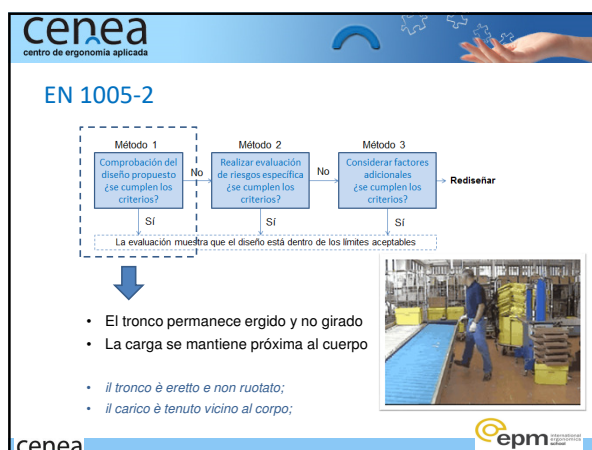 cenea
centro de ergonomía aplicada
EN 1005-2
Método 1
Método 2
Método 3
Comprobación del
diseño propuesto
¿se cumplen los
criterios?
No
Realizar evaluación
de riesgos específica
¿se cumplen los
criterios?
No
Considerar factores
adicionales
¿se cumplen los
criterios?
Rediseñar
Sí
Sí
Sí
La evaluación muestra que el diseño está dentro de los límites aceptables
• El tronco permanece ergido y no girado
• La carga se mantiene próxima al cuerpo
• il tronco è eretto e non ruotato;
• il carico è tenuto vicino al corpo;
cenea
epm international
ergonomics
school